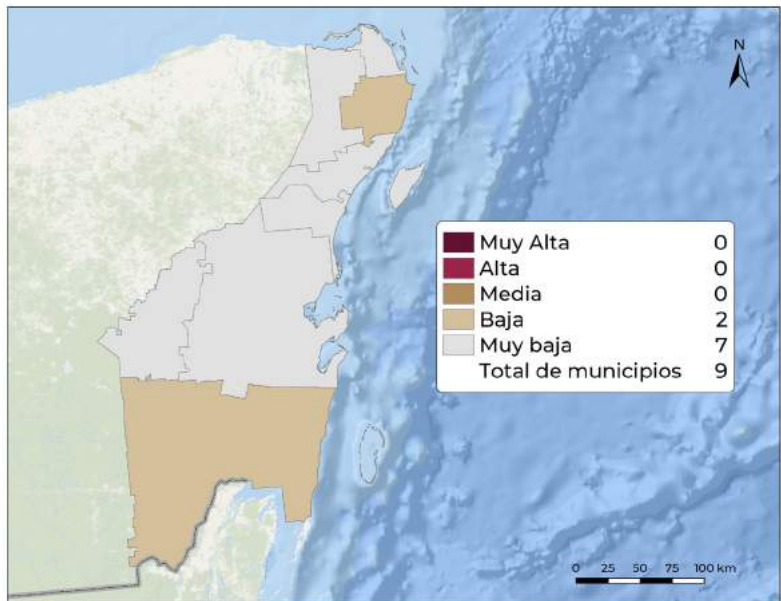 N
Muy Alta 0
Alta 0
Media 0
Baja 2
Muy baja 7
Total de municipios 9
0 25 50 75 100 km